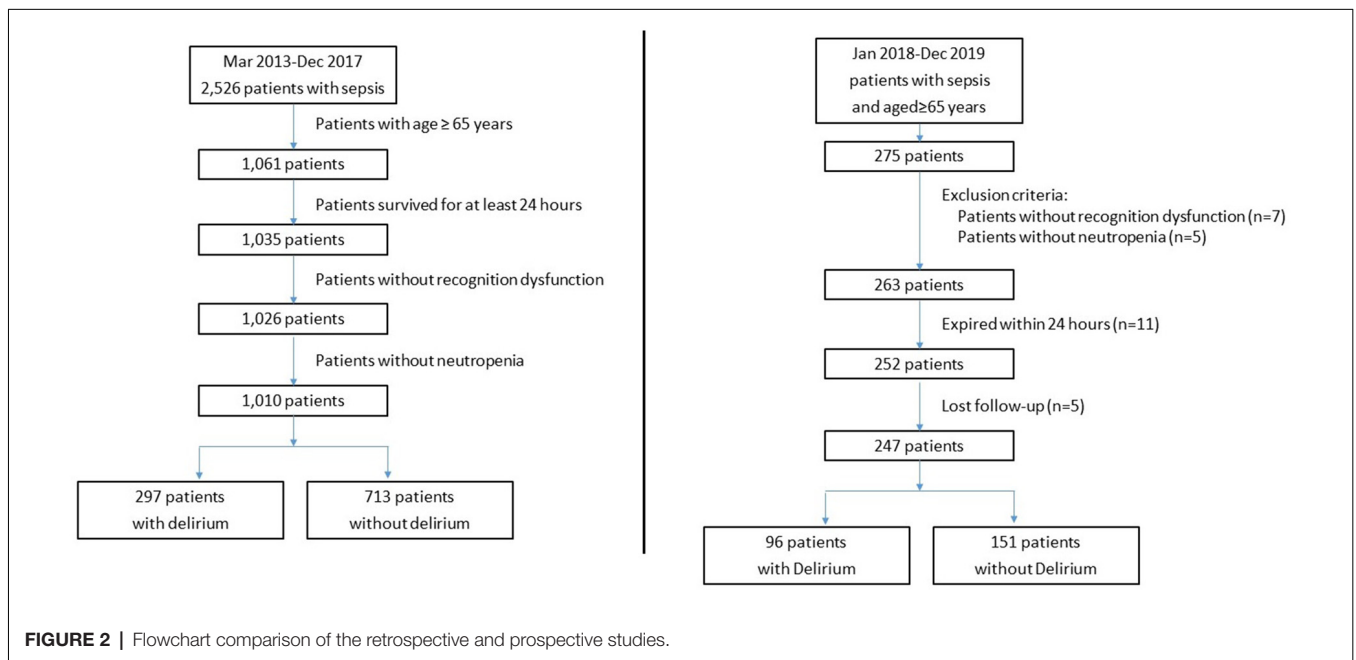 Mar 2013-Dec 2017
2,526 patients with sepsis
Patients with age ≥ 65 years
1,061 patients
Patients survived for at least 24 hours
1,035 patients
Patients without recognition dysfunction
1,026 patients
Patients without neutropenia
1,010 patients
297 patients
with delirium
713 patients
without delirium
Jan 2018-Dec 2019
patients with sepsis
and aged≥65 years
275 patients
Exclusion criteria:
Patients without recognition dysfunction (n=7)
Patients without neutropenia (n=5)
263 patients
Expired within 24 hours (n=11)
252 patients
Lost follow-up (n=5)
247 patients
96 patients
with Delirium
151 patients
without Delirium
FIGURE 2 | Flowchart comparison of the retrospective and prospective studies.